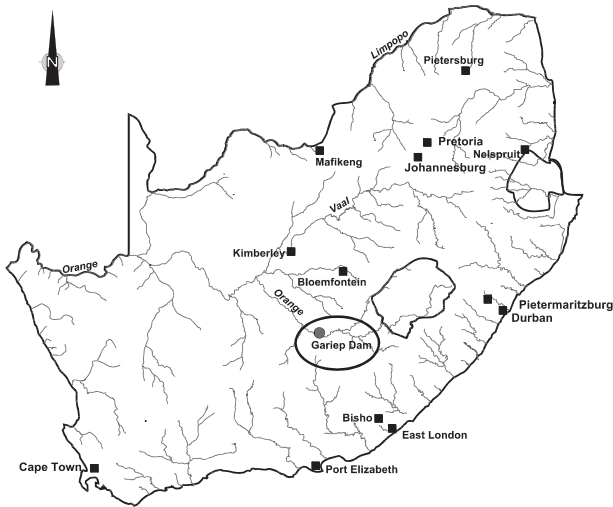 N
Limpopo
Pietersburg
Pretoria
Nelspruit
Mafikeng
Johannesburg
Vaal
Kimberley
Orange
Bloemfontein
Orange
Pietermaritzburg
Durban
Gariep Dam
Bisho
East London
Cape Town
Port Elizabeth